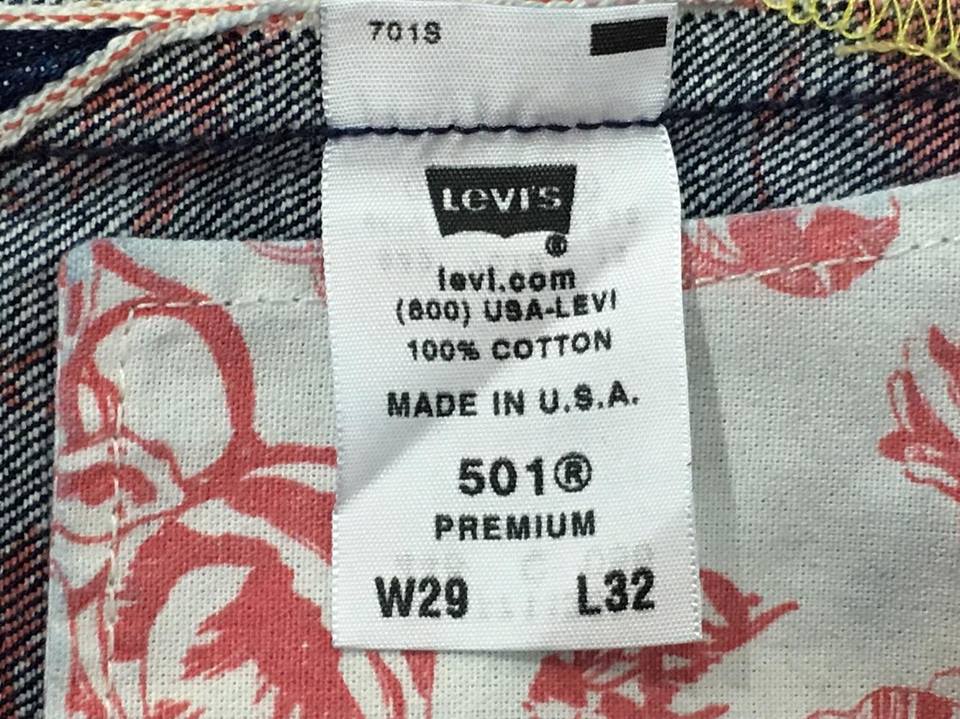 701S
LEVI'S
®
levi.com
(800) USA-LEVI
100% COTTON
MADE IN U.S.A.
501®
PREMIUM
W29 L32